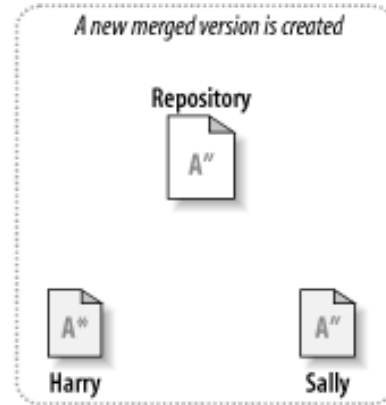 A new merged version is created
Repository
A"
A*
A"
Harry
Sally